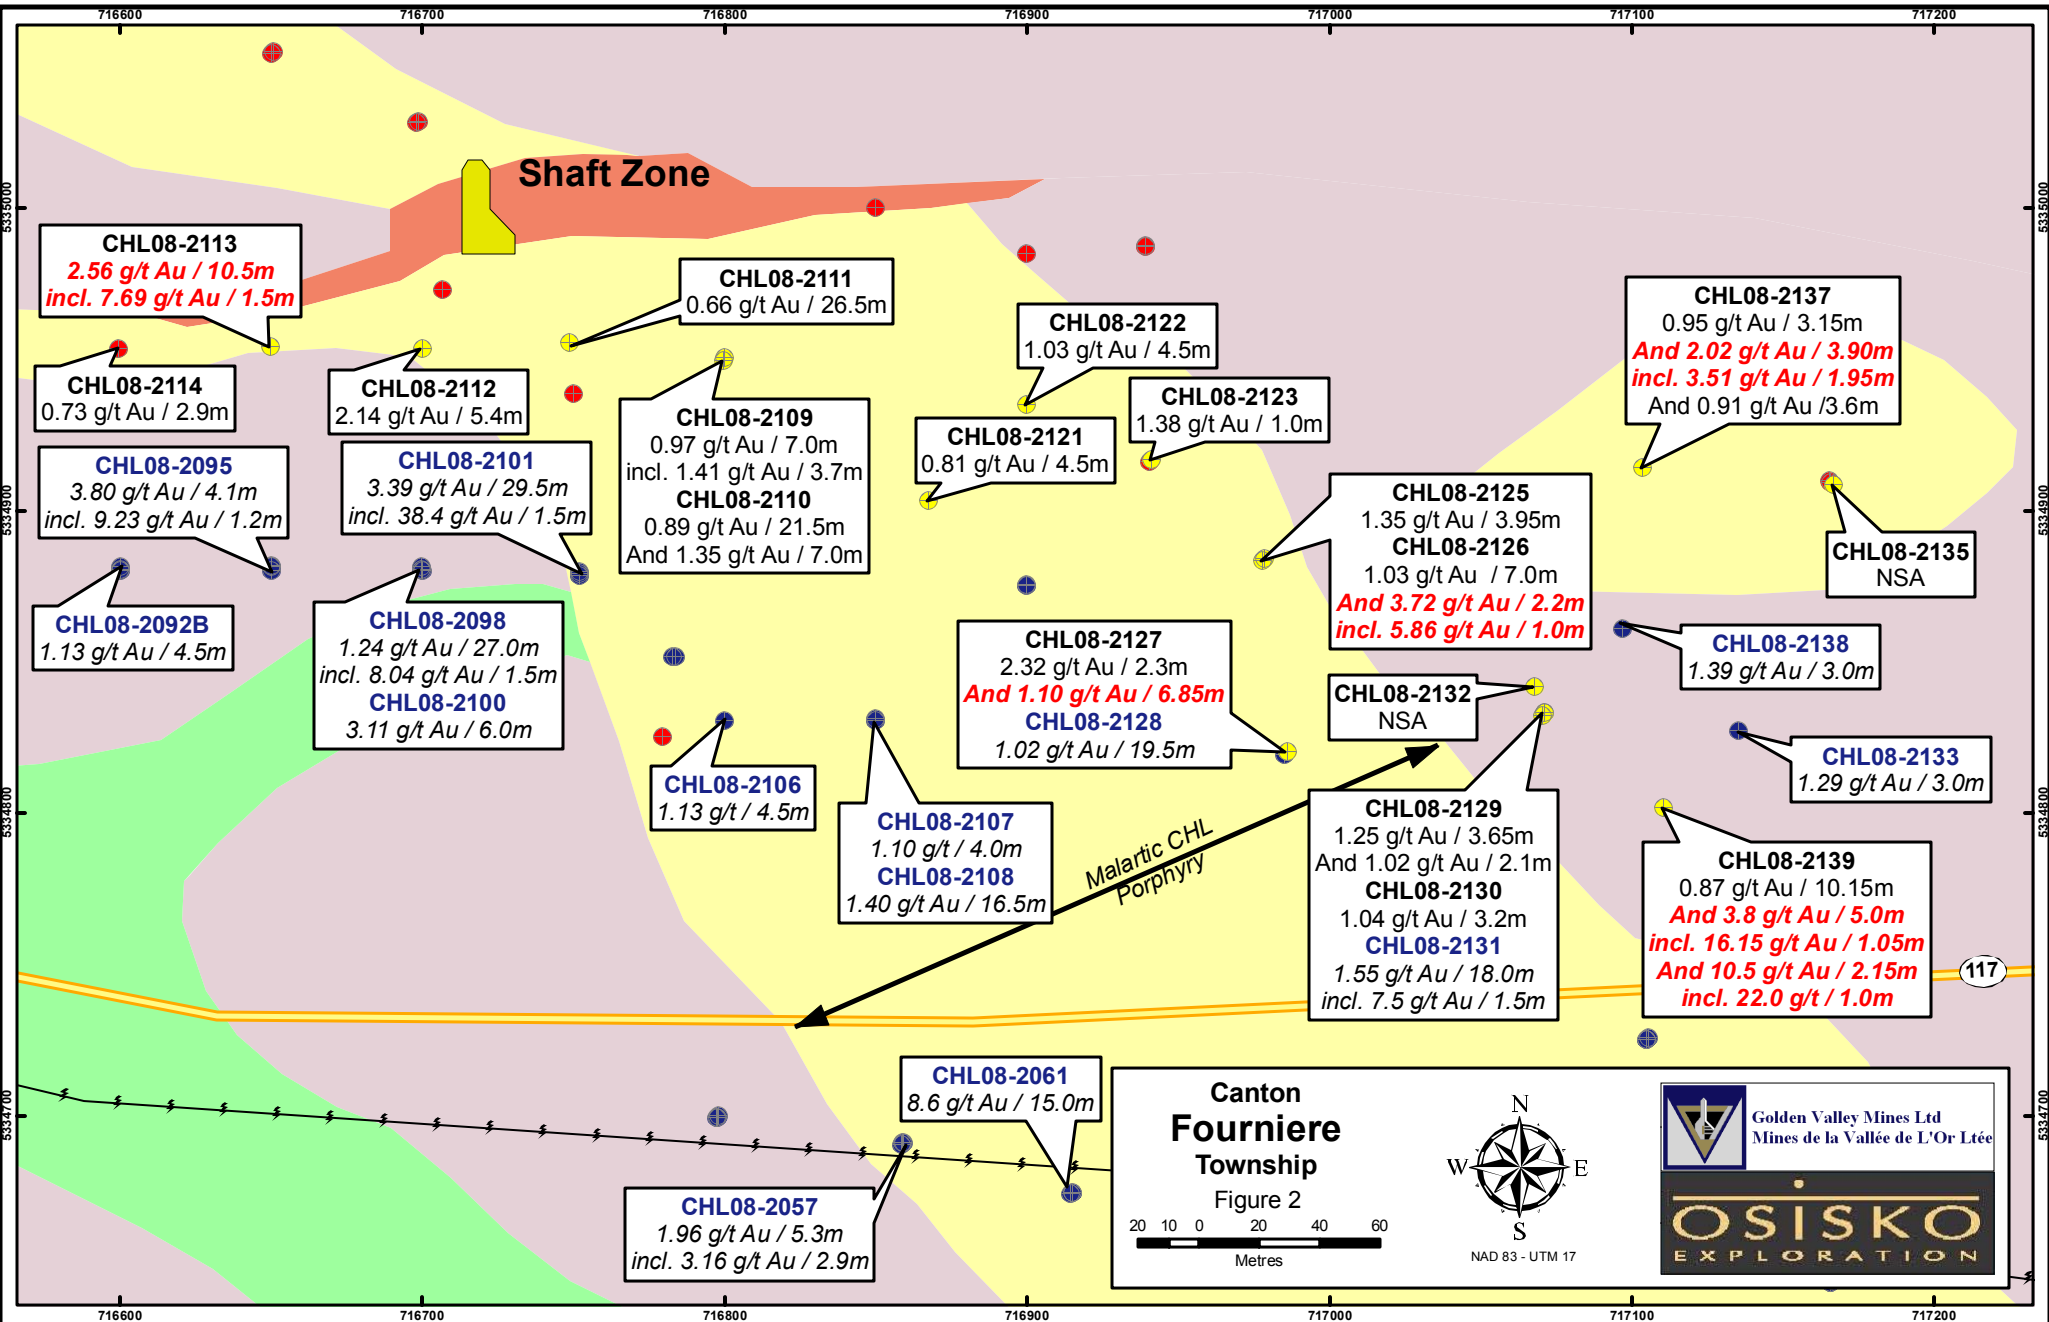 716600
716700
716800
716900
717000
717100
717200
5335000
5335000
Shaft Zone
CHL08-2113
2.56 g/t Au / 10.5m
incl. 7.69 g/t Au / 1.5m
CHL08-2111
0.66 g/t Au / 26.5m
CHL08-2122
1.03 g/t Au / 4.5m
CHL08-2137
0.95 g/t Au / 3.15m
And 2.02 g/t Au / 3.90m
incl. 3.51 g/t Au / 1.95m
And 0.91 g/t Au /3.6m
CHL08-2114
0.73 g/t Au / 2.9m
CHL08-2112
2.14 g/t Au / 5.4m
CHL08-2109
0.97 g/t Au / 7.0m
incl. 1.41 g/t Au / 3.7m
CHL08-2110
0.89 g/t Au / 21.5m
And 1.35 g/t Au / 7.0m
CHL08-2121
0.81 g/t Au / 4.5m
CHL08-2123
1.38 g/t Au / 1.0m
CHL08-2095
3.80 g/t Au / 4.1m
incl. 9.23 g/t Au / 1.2m
CHL08-2101
3.39 g/t Au / 29.5m
incl. 38.4 g/t Au / 1.5m
5334900
5334900
CHL08-2125
1.35 g/t Au / 3.95m
CHL08-2126
1.03 g/t Au / 7.0m
And 3.72 g/t Au / 2.2m
incl. 5.86 g/t Au / 1.0m
CHL08-2135
NSA
CHL08-2092B
1.13 g/t Au / 4.5m
CHL08-2098
1.24 g/t Au / 27.0m
incl. 8.04 g/t Au / 1.5m
CHL08-2100
3.11 g/t Au / 6.0m
CHL08-2127
2.32 g/t Au / 2.3m
And 1.10 g/t Au / 6.85m
CHL08-2128
1.02 g/t Au / 19.5m
CHL08-2132
NSA
CHL08-2138
1.39 g/t Au / 3.0m
CHL08-2133
1.29 g/t Au / 3.0m
CHL08-2106
1.13 g/t / 4.5m
CHL08-2107
1.10 g/t / 4.0m
CHL08-2108
1.40 g/t Au / 16.5m
5334800
5334800
Malartic CHL
Porphyry
CHL08-2129
1.25 g/t Au / 3.65m
And 1.02 g/t Au / 2.1m
CHL08-2130
1.04 g/t Au / 3.2m
CHL08-2131
1.55 g/t Au / 18.0m
incl. 7.5 g/t Au / 1.5m
CHL08-2139
0.87 g/t Au / 10.15m
And 3.8 g/t Au / 5.0m
incl. 16.15 g/t Au / 1.05m
And 10.5 g/t Au / 2.15m
incl. 22.0 g/t / 1.0m
117
CHL08-2061
8.6 g/t Au / 15.0m
CHL08-2057
1.96 g/t Au / 5.3m
incl. 3.16 g/t Au / 2.9m
5334700
5334700
Canton
Fourniere
Township
Figure 2
20 10 0 20 40 60
Metres
N
W E
S
NAD 83 - UTM 17
Golden Valley Mines Ltd
Mines de la Vallée de L'Or Ltée
OSISKO
EXPLORATION
716600
716700
716800
716900
717000
717100
717200